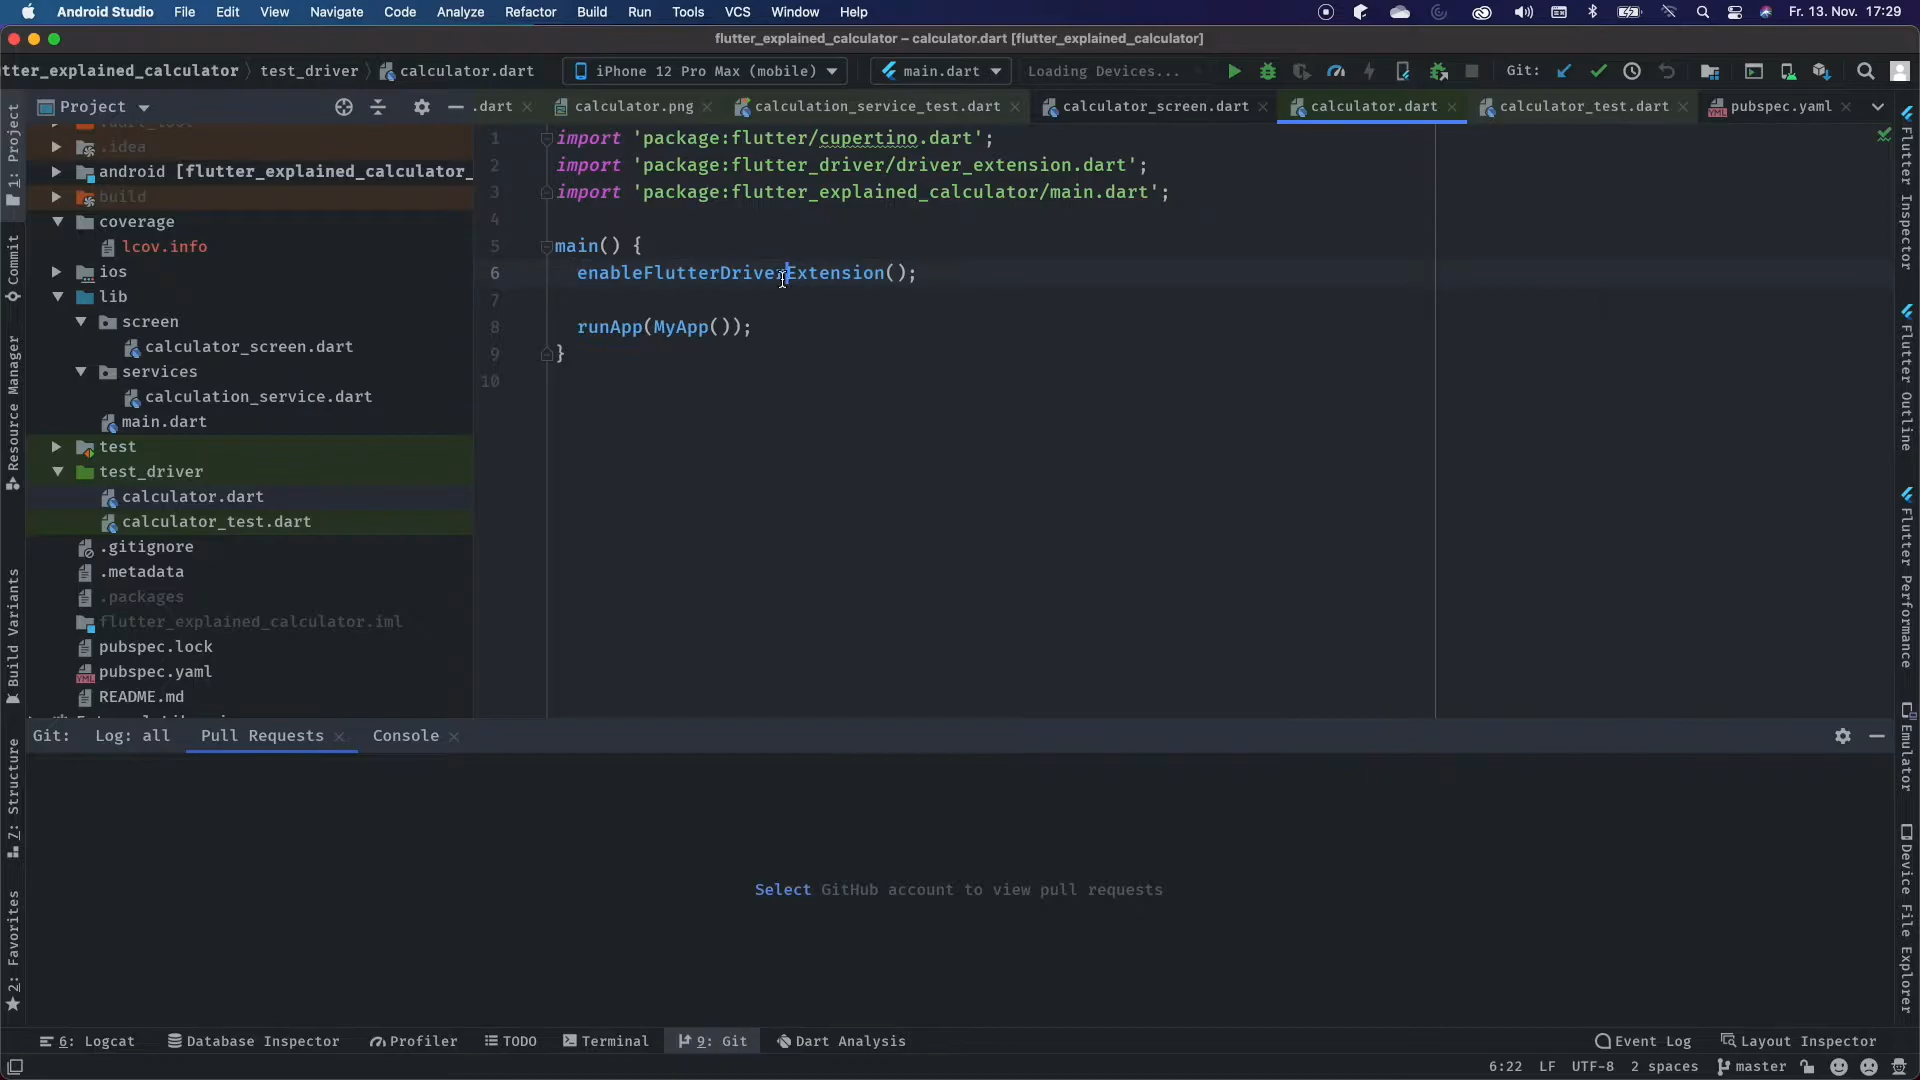 Android Studio File Edit View Navigate Code Analyze Refactor Build Run Tools VCS Window Help Fr. 13. Nov. 17:29
flutter_explained_calculator – calculator.dart [flutter_explained_calculator]
tter_explained_calculator test_driver calculator.dart iPhone 12 Pro Max (mobile) main.dart Loading Devices... Git:
Project .dart calculator.png calculation_service_test.dart calculator_screen.dart calculator.dart calculator_test.dart pubspec.yaml
.idea
android [flutter_explained_calculator_
build
coverage
lcov.info
ios
lib
screen
calculator_screen.dart
services
calculation_service.dart
main.dart
test
test_driver
calculator.dart
calculator_test.dart
.gitignore
.metadata
.packages
flutter_explained_calculator.iml
pubspec.lock
pubspec.yaml
README.md
1 import 'package:flutter/cupertino.dart';
2 import 'package:flutter_driver/driver_extension.dart';
3 import 'package:flutter_explained_calculator/main.dart';
4
5 main() {
6 enableFlutterDriverExtension();
7
8 runApp(MyApp());
9 }
10
1: Project
Commit
Resource Manager
Build Variants
7: Structure
2: Favorites
Flutter Inspector
Flutter Outline
Flutter Performance
Emulator
Device File Explorer
Git: Log: all Pull Requests Console
Select GitHub account to view pull requests
6: Logcat Database Inspector Profiler TODO Terminal 9: Git Dart Analysis Event Log Layout Inspector
6:22 LF UTF-8 2 spaces master